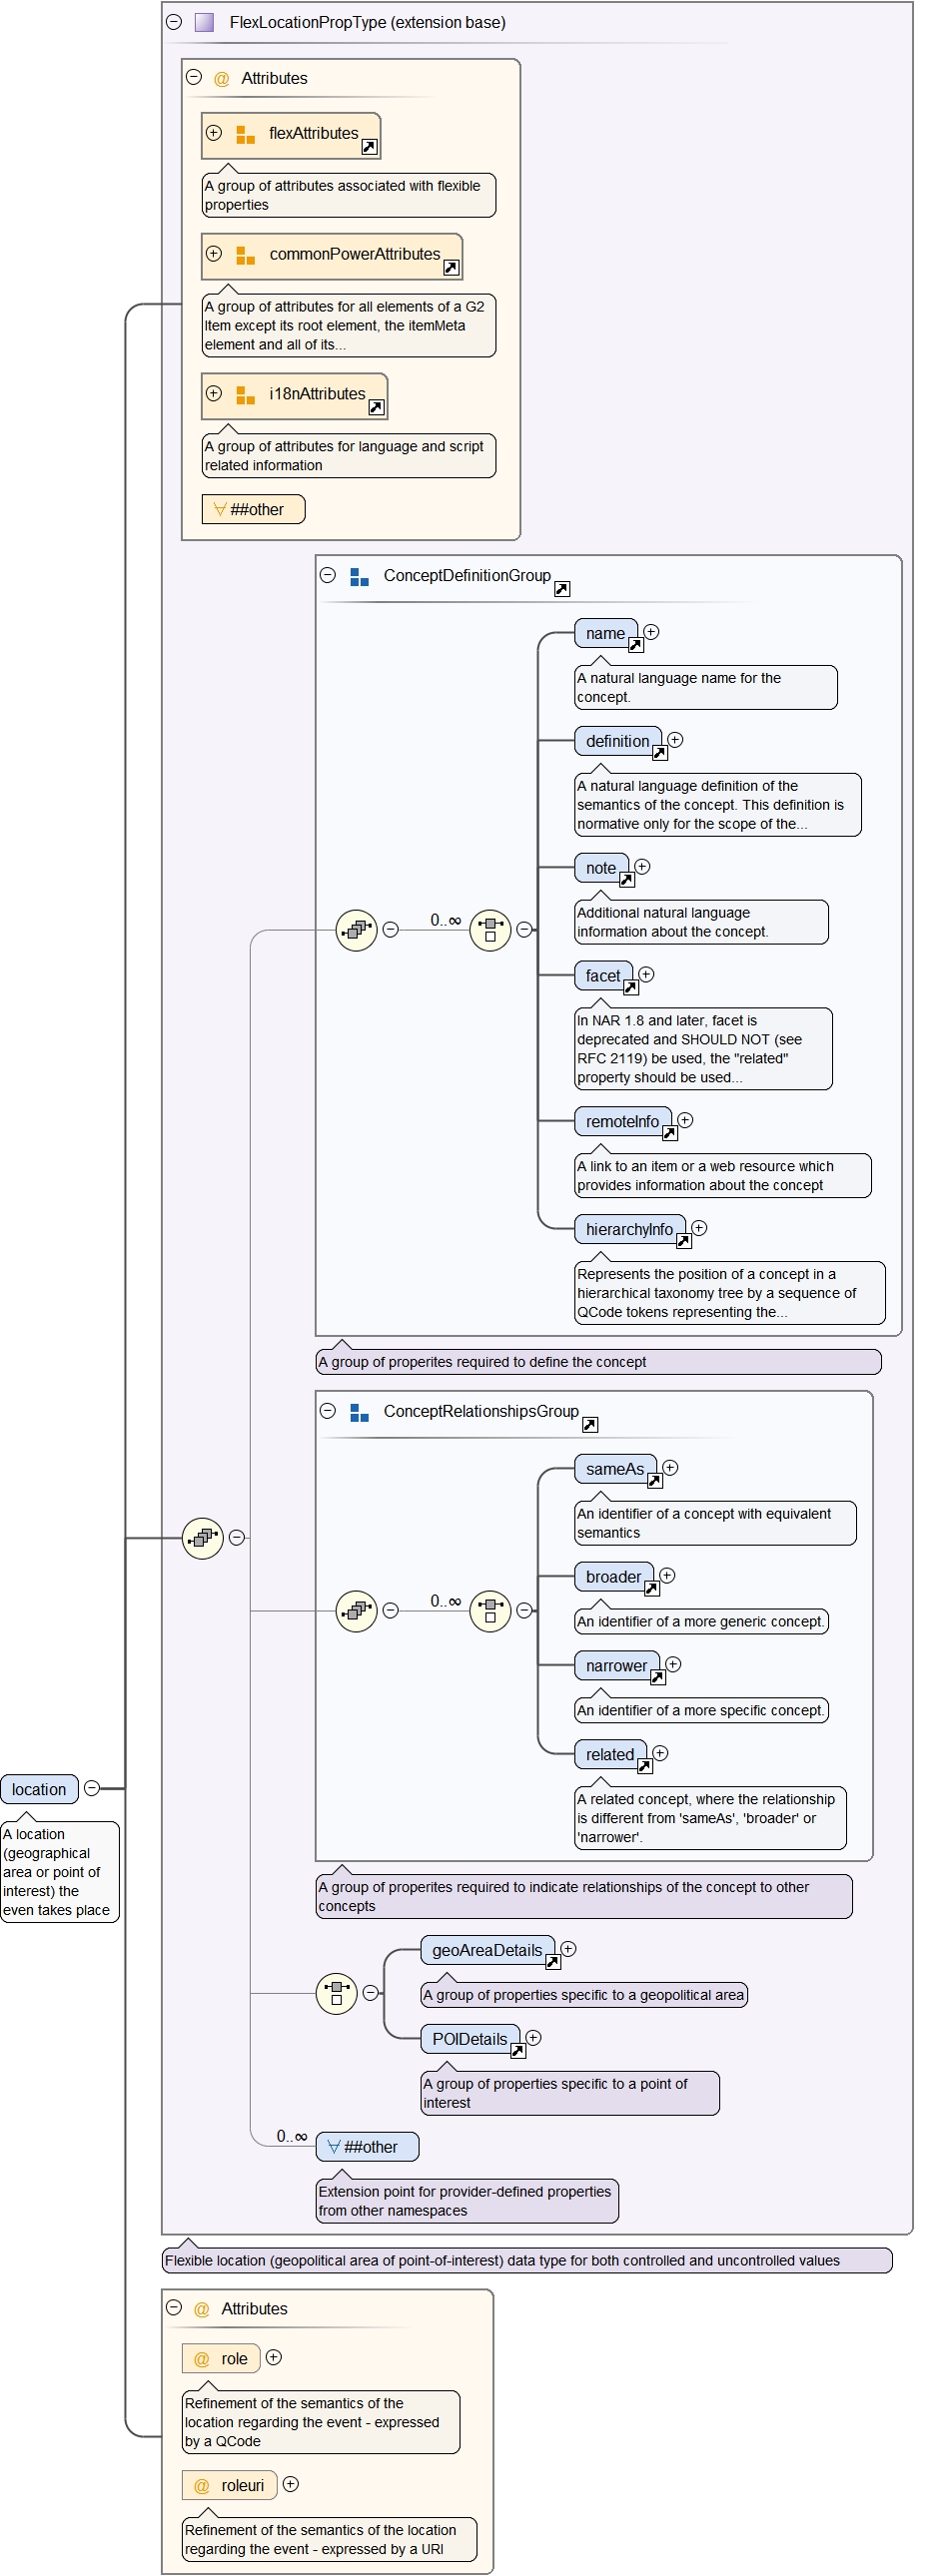 FlexLocationPropType (extension base)
@ Attributes
flexAttributes
A group of attributes associated with flexible
properties
commonPowerAttributes
A group of attributes for all elements of a G2
Item except its root element, the itemMeta
element and all of its...
i18nAttributes
A group of attributes for language and script
related information
##other
ConceptDefinitionGroup
name
A natural language name for the
concept.
definition
A natural language definition of the
semantics of the concept. This definition is
normative only for the scope of the...
note
0..∞
Additional natural language
information about the concept.
facet
In NAR 1.8 and later, facet is
deprecated and SHOULD NOT (see
RFC 2119) be used, the "related"
property should be used...
remoteInfo
A link to an item or a web resource which
provides information about the concept
hierarchyInfo
Represents the position of a concept in a
hierarchical taxonomy tree by a sequence of
QCode tokens representing the...
A group of properites required to define the concept
ConceptRelationshipsGroup
sameAs
An identifier of a concept with equivalent
semantics
broader
0..∞
An identifier of a more generic concept.
narrower
An identifier of a more specific concept.
related
A related concept, where the relationship
is different from 'sameAs', 'broader' or
'narrower'.
location
A location
(geographical
area or point of
interest) the
even takes place
A group of properites required to indicate relationships of the concept to other
concepts
geoAreaDetails
A group of properties specific to a geopolitical area
POIDetails
A group of properties specific to a point of
interest
0..∞
##other
Extension point for provider-defined properties
from other namespaces
Flexible location (geopolitical area of point-of-interest) data type for both controlled and uncontrolled values
@ Attributes
@ role
Refinement of the semantics of the
location regarding the event - expressed
by a QCode
@ roleuri
Refinement of the semantics of the location
regarding the event - expressed by a URI